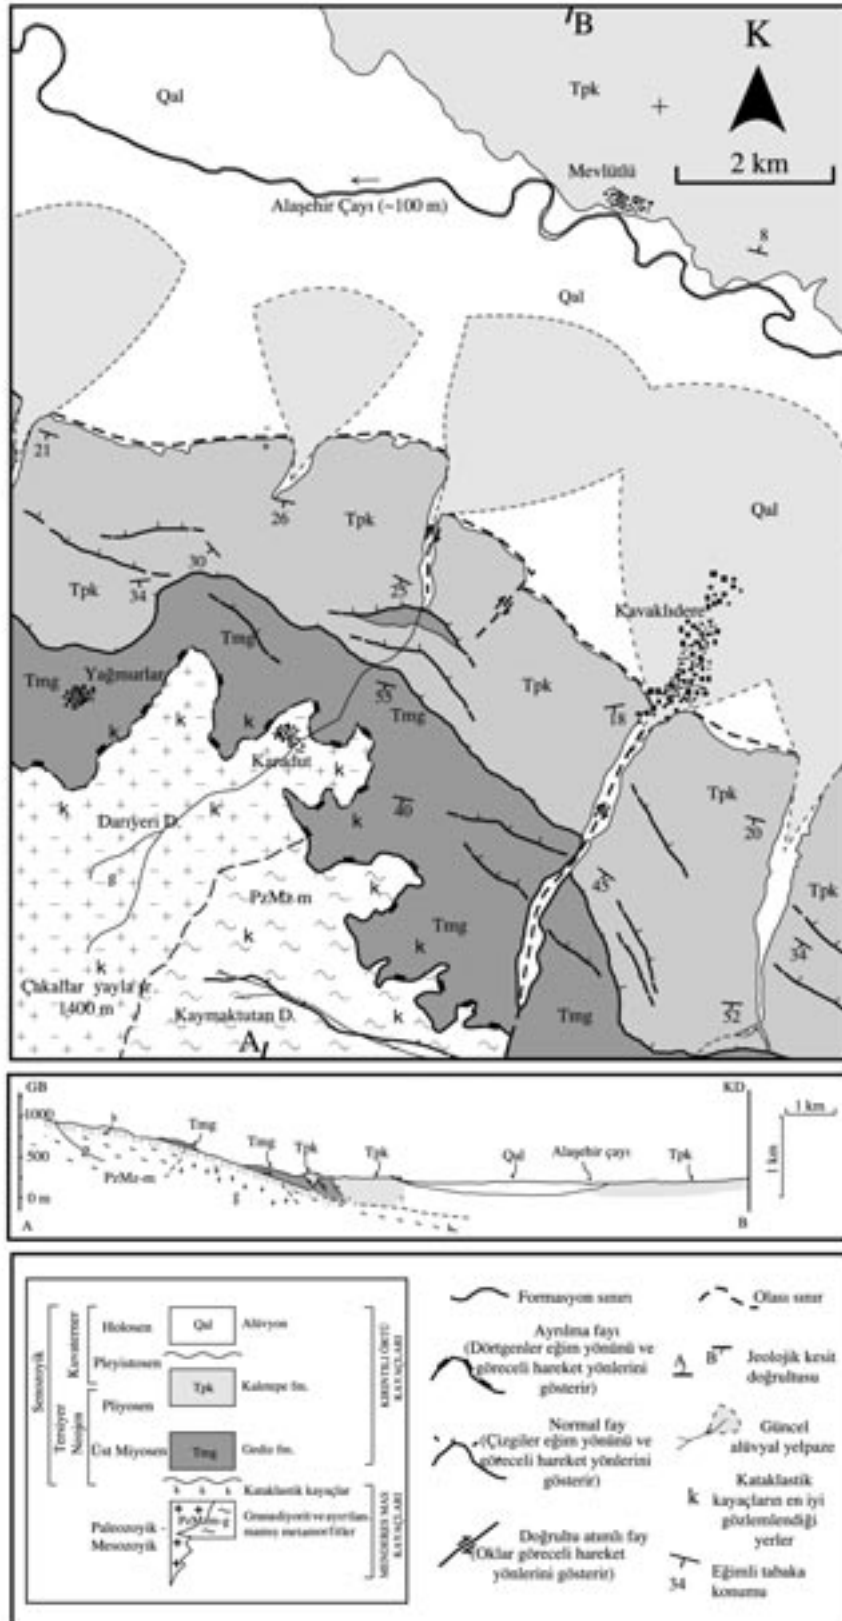 B
K
Qal
Tpk
2 km
Mevlütlü
Alaşehir Çayı (~100 m)
8
Qal
21
26
Tpk
Qal
30
Tpk
34
25
Kavaklıdere
Tmg
Tmg
Yağmurlar
Tpk
k
k
55
Tmg
18
k
k
Karadut
k
Tpk
k
k
40
20
Danyeri D.
k
g
PzMz-m
k
45
Tpk
Tmg
k
k
34
k
Çakallar yayla
1400 m
k
Kaymaktutan D.
Tmg
52
A
GB
KD
1000
Tmg
1 km
500
Tmg
Tpk
Tpk
Qal
Alaşehir çayı
Tpk
1 km
PzMz-m
g
0 m
A
B
Senozoyik
Kuvaterner
Holosen
Qal
Alüvyon
Pleyistosen
Tersiyer
Neojen
Pliyosen
Tpk
Kaletepe fm.
Üst Miyosen
Tmg
Gediz fm.
KIRINTILI ÖRTÜ
KAYAÇLARI
k k k
Kataklastik kayaçlar
Paleozoyik -
Mesozoyik
Granodiyorit ve ayrılmamış metamorfitler
MENDERES MAS
KAYAÇLARI
Formasyon sınırı
Olası sınır
Ayrılma fayı
(Dörtgenler eğim yönünü ve
göreceli hareket yönlerini
gösterir)
A
B
Jeolojik kesit
doğrultusu
Normal fay
(Çizgiler eğim yönünü ve
göreceli hareket yönlerini
gösterir)
Güncel
alüvyal yelpaze
k
Kataklastik
kayaçların en iyi
gözlemlendiği
yerler
Doğrultu atımlı fay
(Oklar göreceli hareket
yönlerini gösterir)
34
Eğimli tabaka
konumu